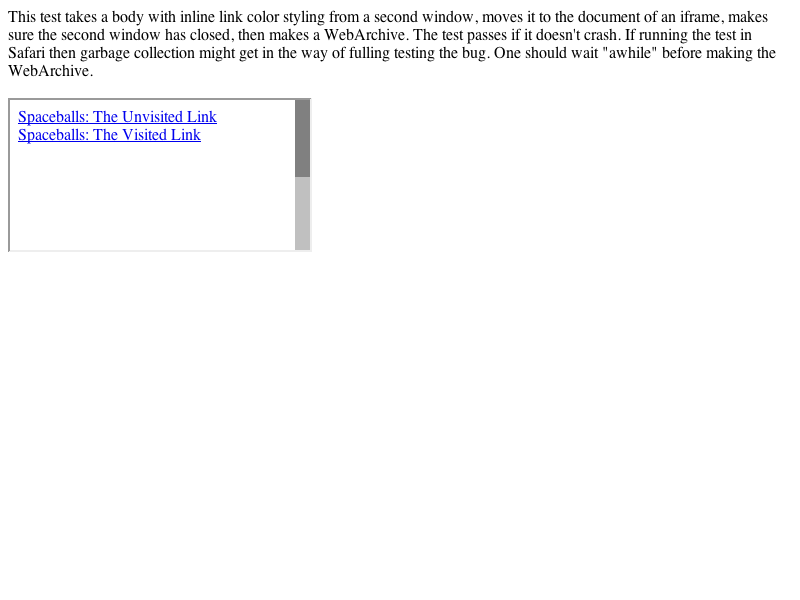 This test takes a body with inline link color styling from a second window, moves it to the document of an iframe, makes
sure the second window has closed, then makes a WebArchive. The test passes if it doesn't crash. If running the test in
Safari then garbage collection might get in the way of fulling testing the bug. One should wait "awhile" before making the
WebArchive.
Spaceballs: The Unvisited Link
Spaceballs: The Visited Link